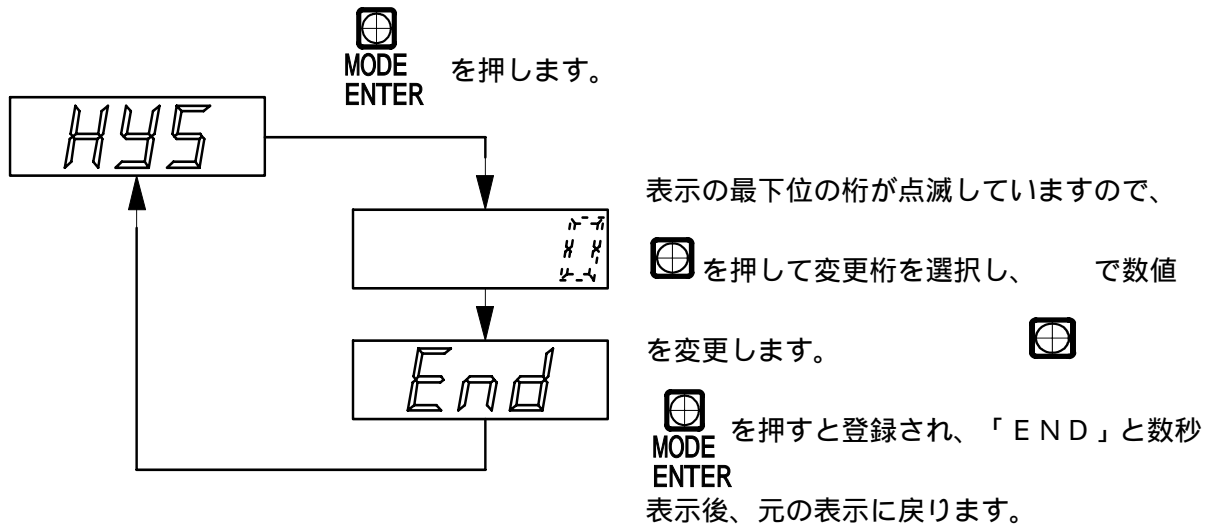 MODE
ENTER
を押します。
HYS
End
表示の最下位の桁が点滅していますので、
を押して変更桁を選択し、 で数値
を変更します。
MODE
ENTER
を押すと登録され、「ＥＮＤ」と数秒
表示後、元の表示に戻ります。